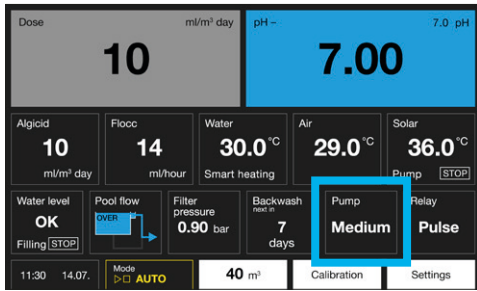 Dose ml/m³ day
10
pH – 7.0 pH
7.00
Algicid
10
ml/m³ day
Flocc
14
ml/hour
Water
30.0 °C
Smart heating
Air
29.0 °C
Solar
36.0 °C
Pump STOP
Water level
OK
Filling STOP
Pool flow
OVER
Filter
pressure
0.90 bar
Backwash
next in
7
days
Pump
Medium
Relay
Pulse
11:30 14.07.
Mode
AUTO
40 m³
Calibration
Settings